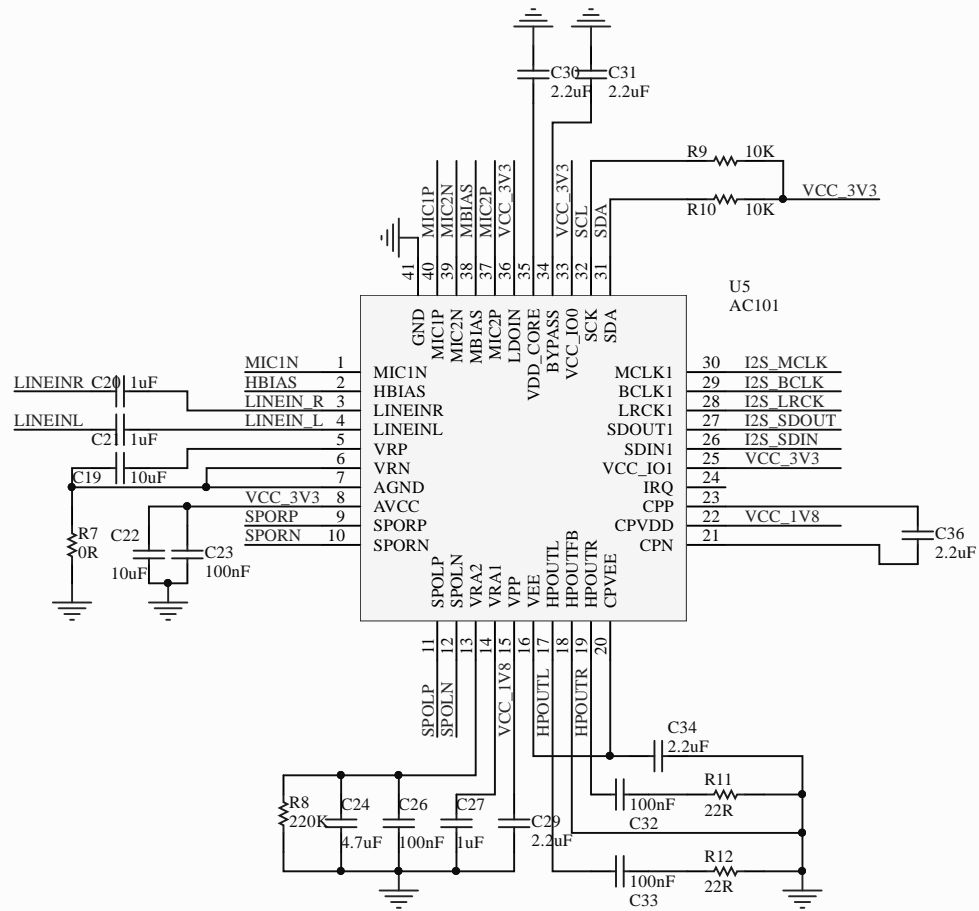 C30
2.2uF
C31
2.2uF
R9
10K
VCC_3V3
R10
10K
MIC1P
MIC2N
MBIAS
MIC2P
VCC_3V3
VCC_3V3
SCL
SDA
41
40
39
38
37
36
35
34
33
32
31
U5
AC101
GND
MIC1P
MIC2N
MBIAS
MIC2P
LDOIN
VDD_CORE
BYPASS
VCC_IO0
SCK
SDA
MIC1N
1
MIC1N
HBIAS
2
HBIAS
LINEINR
C20
1uF
LINEIN_R
3
LINEINR
LINEINL
C21
1uF
LINEIN_L
4
LINEINL
5
VRP
C19
10uF
6
VRN
7
AGND
VCC_3V3
8
AVCC
SPORP
9
SPORP
SPORN
10
SPORN
R7
0R
C22
10uF
C23
100nF
MCLK1
30
I2S_MCLK
BCLK1
29
I2S_BCLK
LRCK1
28
I2S_LRCK
SDOUT1
27
I2S_SDOUT
SDIN1
26
I2S_SDIN
VCC_IO1
25
VCC_3V3
IRQ
24
CPP
23
CPVDD
22
VCC_1V8
CPN
21
C36
2.2uF
SPOLP
SPOLN
VRA2
VRA1
VPP
VEE
HPOUTL
HPOUTFB
HPOUTR
CPVEE
11
12
13
14
15
16
17
18
19
20
SPOLP
SPOLN
VCC_1V8
HPOUTL
HPOUTR
C34
2.2uF
R8
220K
C24
4.7uF
C26
100nF
C27
1uF
C29
2.2uF
100nF
C32
R11
22R
100nF
C33
R12
22R